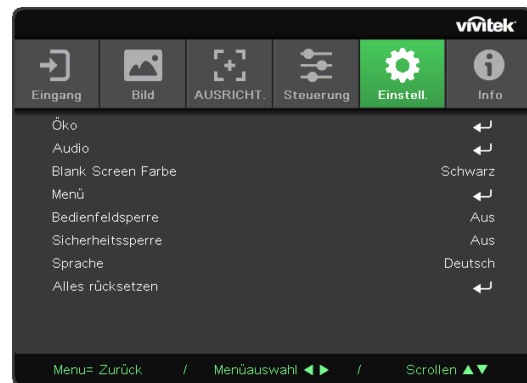 vivitek
Eingang Bild AUSRICHT. Steuerung Einstell. Info
Öko
Audio
Blank Screen Farbe Schwarz
Menü
Bedienfeldsperre Aus
Sicherheitssperre Aus
Sprache Deutsch
Alles rücksetzen
Menu= Zurück / Menüauswahl ◀ ▶ / Scrollen ▲▼